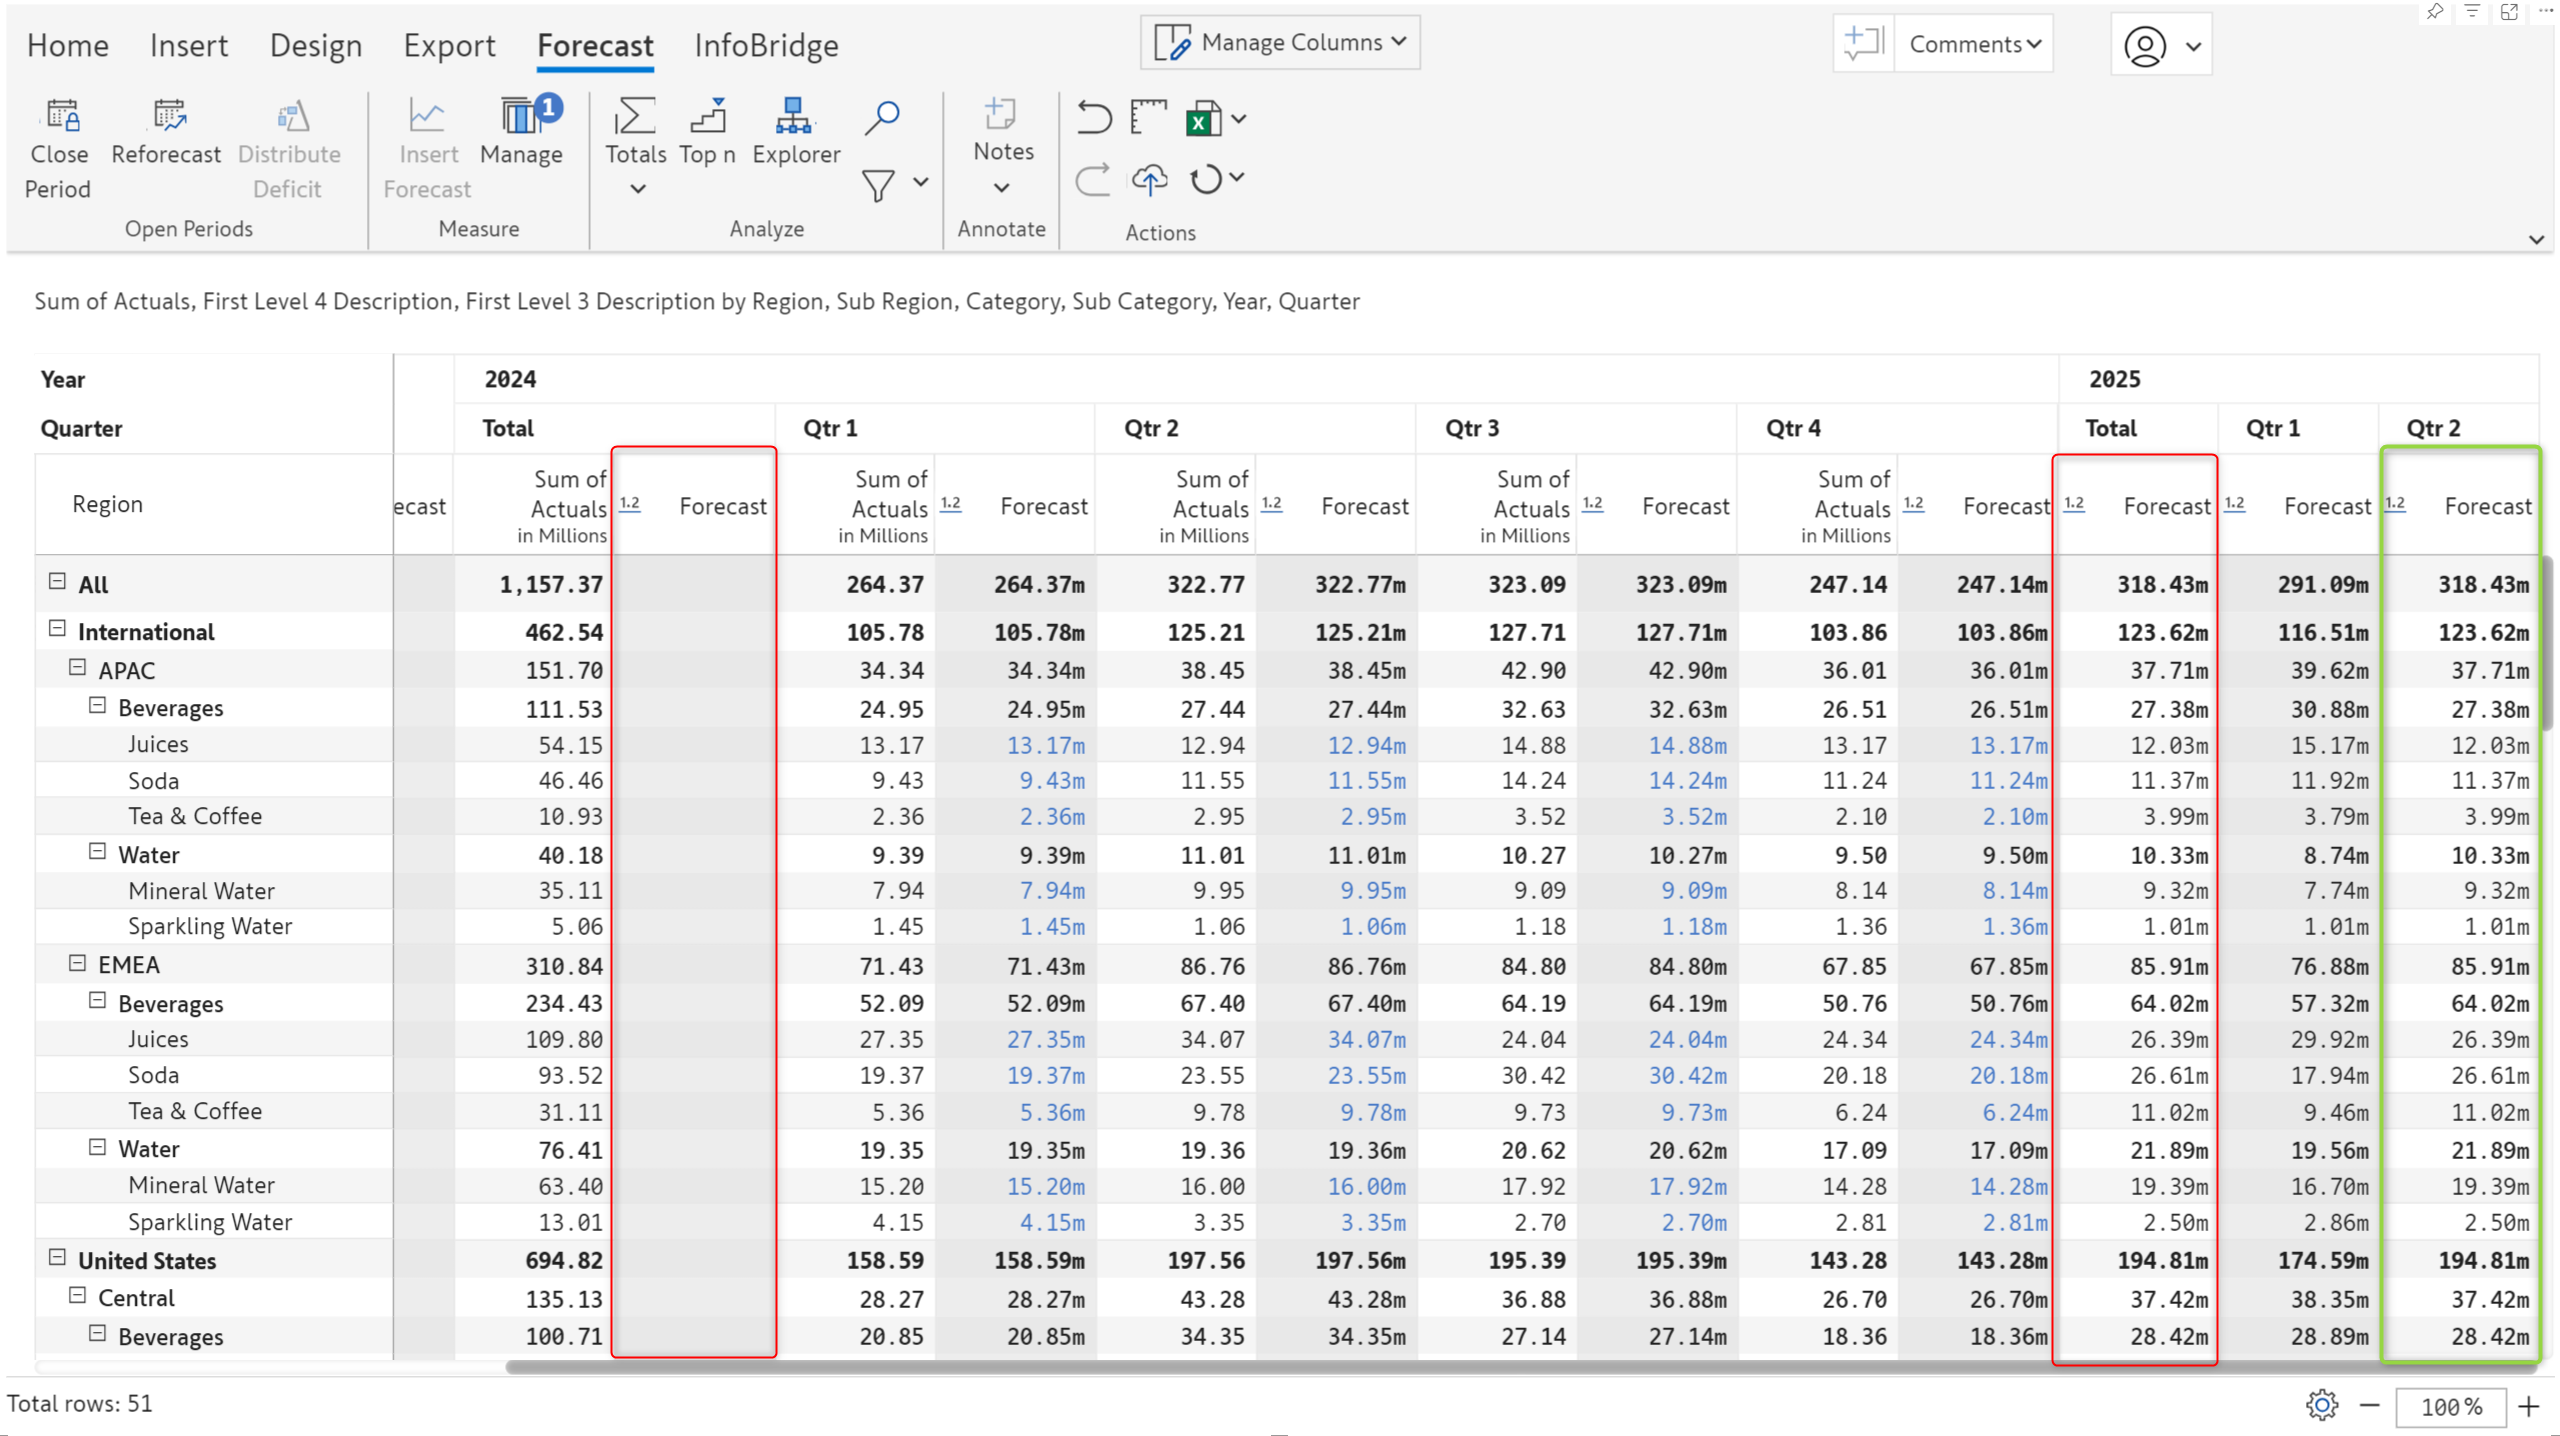 Home Insert Design Export Forecast InfoBridge Manage Columns Comments
Close Period Reforecast Distribute Deficit Insert Forecast Manage 1 Totals Top n Explorer Notes
Open Periods Measure Analyze Annotate Actions
Sum of Actuals, First Level 4 Description, First Level 3 Description by Region, Sub Region, Category, Sub Category, Year, Quarter
Year 2024 2025
Quarter Total Qtr 1 Qtr 2 Qtr 3 Qtr 4 Total Qtr 1 Qtr 2
Region ecast Sum of Actuals in Millions 1.2 Forecast Sum of Actuals in Millions 1.2 Forecast Sum of Actuals in Millions 1.2 Forecast Sum of Actuals in Millions 1.2 Forecast Sum of Actuals in Millions 1.2 Forecast 1.2 Forecast 1.2 Forecast 1.2 Forecast
All 1,157.37 264.37 264.37m 322.77 322.77m 323.09 323.09m 247.14 247.14m 318.43m 291.09m 318.43m
International 462.54 105.78 105.78m 125.21 125.21m 127.71 127.71m 103.86 103.86m 123.62m 116.51m 123.62m
APAC 151.70 34.34 34.34m 38.45 38.45m 42.90 42.90m 36.01 36.01m 37.71m 39.62m 37.71m
Beverages 111.53 24.95 24.95m 27.44 27.44m 32.63 32.63m 26.51 26.51m 27.38m 30.88m 27.38m
Juices 54.15 13.17 13.17m 12.94 12.94m 14.88 14.88m 13.17 13.17m 12.03m 15.17m 12.03m
Soda 46.46 9.43 9.43m 11.55 11.55m 14.24 14.24m 11.24 11.24m 11.37m 11.92m 11.37m
Tea & Coffee 10.93 2.36 2.36m 2.95 2.95m 3.52 3.52m 2.10 2.10m 3.99m 3.79m 3.99m
Water 40.18 9.39 9.39m 11.01 11.01m 10.27 10.27m 9.50 9.50m 10.33m 8.74m 10.33m
Mineral Water 35.11 7.94 7.94m 9.95 9.95m 9.09 9.09m 8.14 8.14m 9.32m 7.74m 9.32m
Sparkling Water 5.06 1.45 1.45m 1.06 1.06m 1.18 1.18m 1.36 1.36m 1.01m 1.01m 1.01m
EMEA 310.84 71.43 71.43m 86.76 86.76m 84.80 84.80m 67.85 67.85m 85.91m 76.88m 85.91m
Beverages 234.43 52.09 52.09m 67.40 67.40m 64.19 64.19m 50.76 50.76m 64.02m 57.32m 64.02m
Juices 109.80 27.35 27.35m 34.07 34.07m 24.04 24.04m 24.34 24.34m 26.39m 29.92m 26.39m
Soda 93.52 19.37 19.37m 23.55 23.55m 30.42 30.42m 20.18 20.18m 26.61m 17.94m 26.61m
Tea & Coffee 31.11 5.36 5.36m 9.78 9.78m 9.73 9.73m 6.24 6.24m 11.02m 9.46m 11.02m
Water 76.41 19.35 19.35m 19.36 19.36m 20.62 20.62m 17.09 17.09m 21.89m 19.56m 21.89m
Mineral Water 63.40 15.20 15.20m 16.00 16.00m 17.92 17.92m 14.28 14.28m 19.39m 16.70m 19.39m
Sparkling Water 13.01 4.15 4.15m 3.35 3.35m 2.70 2.70m 2.81 2.81m 2.50m 2.86m 2.50m
United States 694.82 158.59 158.59m 197.56 197.56m 195.39 195.39m 143.28 143.28m 194.81m 174.59m 194.81m
Central 135.13 28.27 28.27m 43.28 43.28m 36.88 36.88m 26.70 26.70m 37.42m 38.35m 37.42m
Beverages 100.71 20.85 20.85m 34.35 34.35m 27.14 27.14m 18.36 18.36m 28.42m 28.89m 28.42m
Total rows: 51 100 %